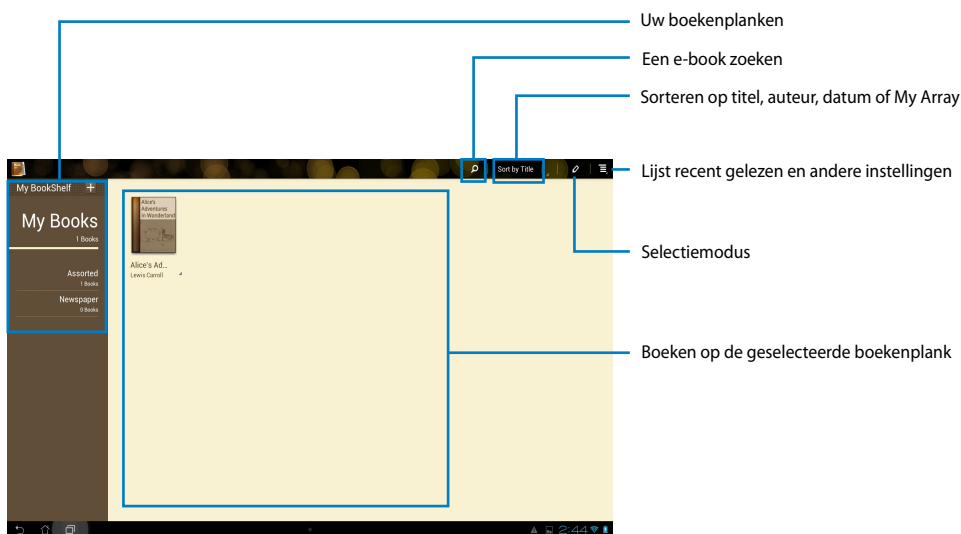 Uw boekenplanken
Een e-book zoeken
Sorteren op titel, auteur, datum of My Array
Sort by Title
Lijst recent gelezen en andere instellingen
My BookShelf +
My Books
1 Books
Assorted
1 Books
Newspaper
0 Books
Alice's
Adventures
in Wonderland
Alice's Ad...
Lewis Carroll
Selectiemodus
Boeken op de geselecteerde boekenplank
2:44